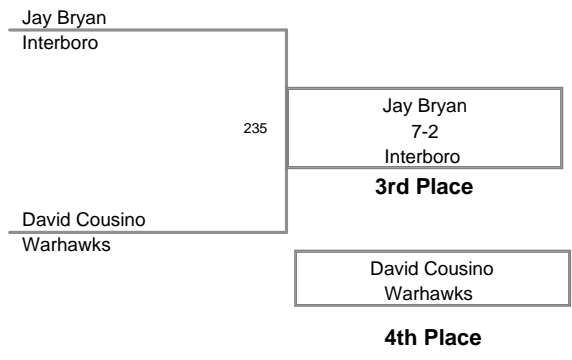 Jay Bryan
Interboro
235
Jay Bryan
7-2
Interboro
3rd Place
David Cousino
Warhawks
David Cousino
Warhawks
4th Place